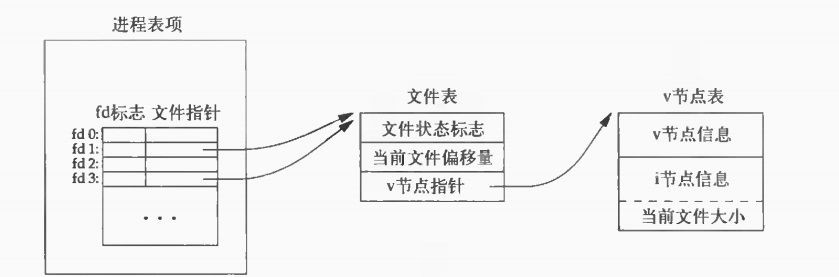 进程表项
fd标志 文件指针
fd 0:
fd 1:
fd 2:
fd 3:
...
文件表
文件状态标志
当前文件偏移量
v节点指针
v节点表
v节点信息
i节点信息
当前文件大小